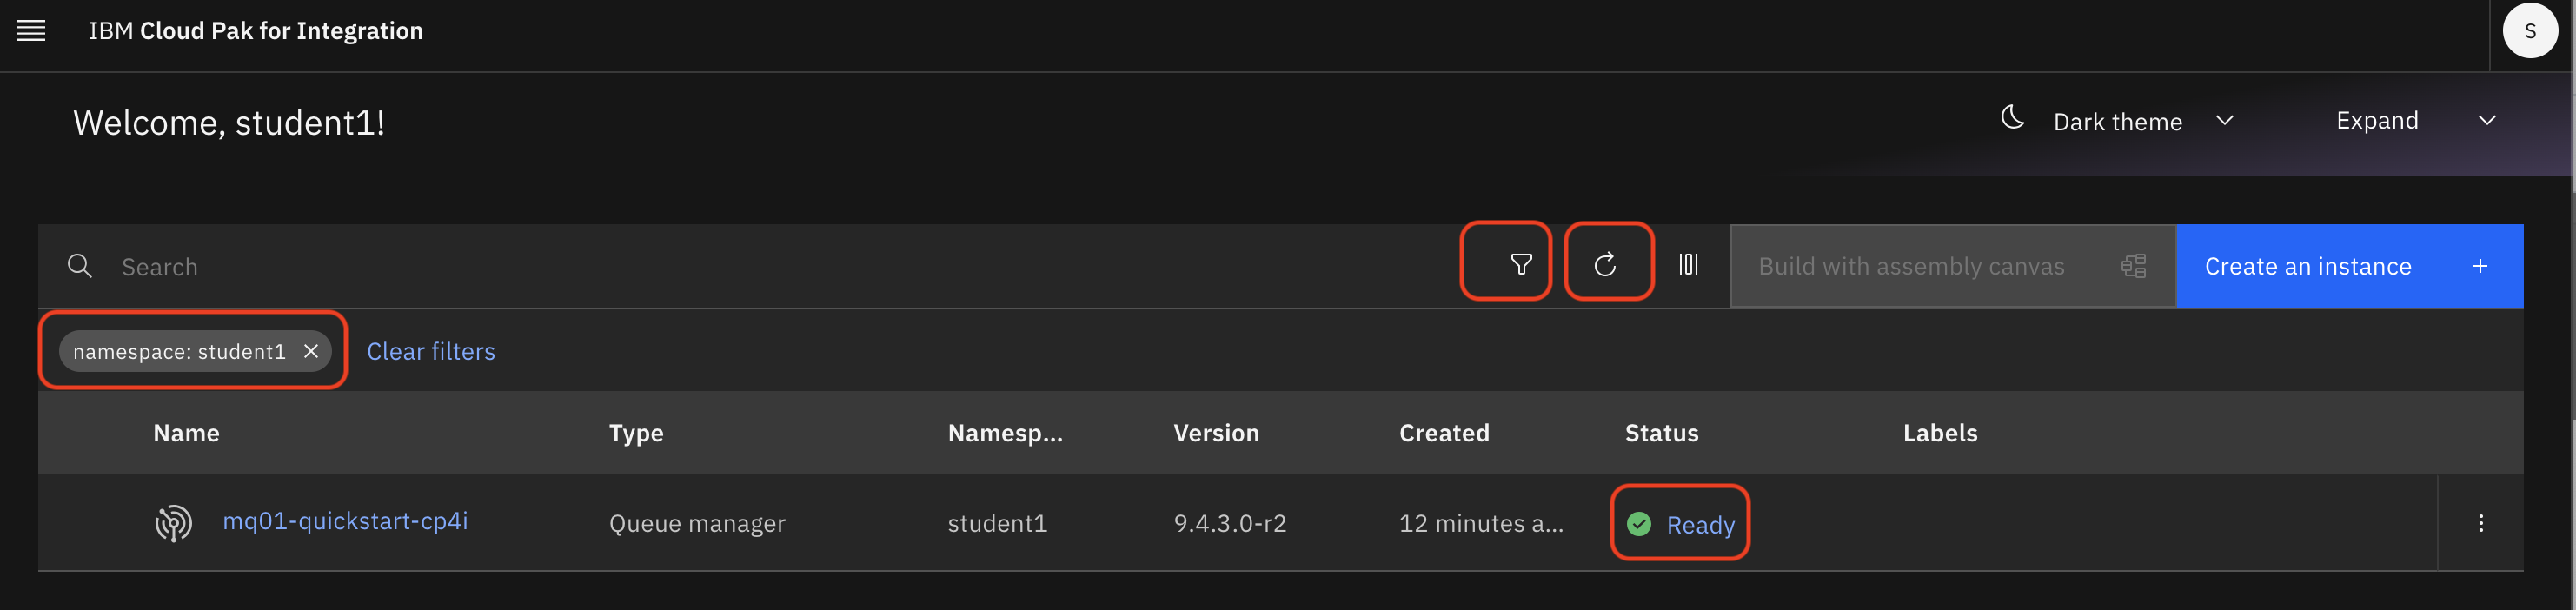 IBM Cloud Pak for Integration
S
Welcome, student1!
Dark theme
Expand
Search
Build with assembly canvas
Create an instance +
namespace: student1
Clear filters
Name Type Namesp... Version Created Status Labels
mq01-quickstart-cp4i Queue manager student1 9.4.3.0-r2 12 minutes a... Ready